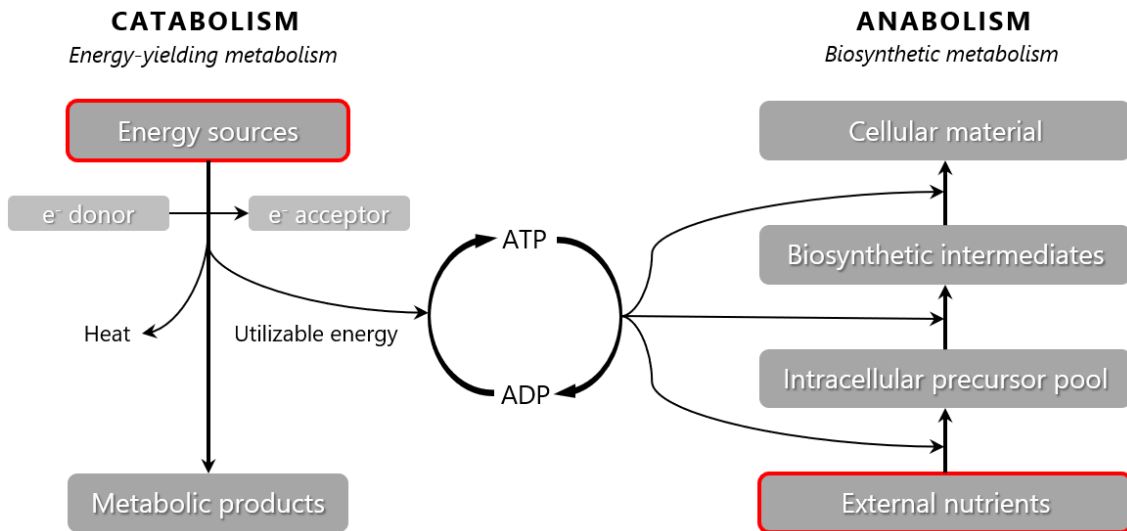 CATABOLISM
Energy-yielding metabolism
Energy sources
e⁻ donor
e⁻ acceptor
Heat
Utilizable energy
Metabolic products
ATP
ADP
ANABOLISM
Biosynthetic metabolism
Cellular material
Biosynthetic intermediates
Intracellular precursor pool
External nutrients